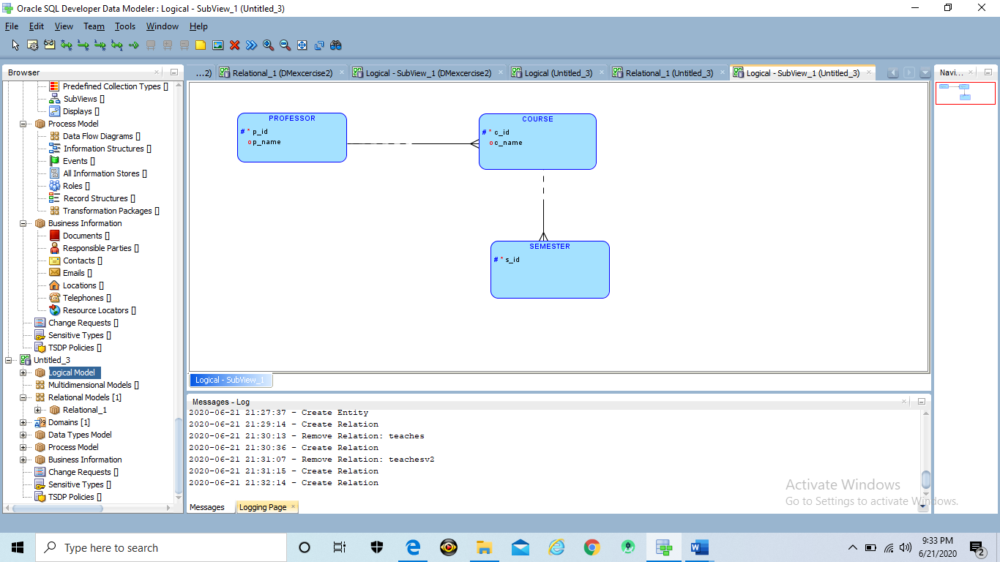 Oracle SQL Developer Data Modeler : Logical - SubView_1 (Untitled_3)
File Edit View Team Tools Window Help
Browser
...2) Relational_1 (DMexcercise2) Logical - SubView_1 (DMexcercise2) Logical (Untitled_3) Relational_1 (Untitled_3) Logical - SubView_1 (Untitled_3)
Navi...
Predefined Collection Types []
SubViews []
Displays []
Process Model
Data Flow Diagrams []
Information Structures []
Events []
All Information Stores []
Roles []
Record Structures []
Transformation Packages []
Business Information
Documents []
Responsible Parties []
Contacts []
Emails []
Locations []
Telephones []
Resource Locators []
Change Requests []
Sensitive Types []
TSDP Policies []
Untitled_3
Logical Model
Multidimensional Models []
Relational Models [1]
Relational_1
Domains [1]
Data Types Model
Process Model
Business Information
Change Requests []
Sensitive Types []
TSDP Policies []
PROFESSOR
# * p_id
o p_name
COURSE
# * c_id
o c_name
SEMESTER
# * s_id
Logical - SubView_1
Messages - Log
2020-06-21 21:27:37 - Create Entity
2020-06-21 21:29:14 - Create Relation
2020-06-21 21:30:13 - Remove Relation: teaches
2020-06-21 21:30:36 - Create Relation
2020-06-21 21:31:07 - Remove Relation: teachesv2
2020-06-21 21:31:15 - Create Relation
2020-06-21 21:32:14 - Create Relation
Messages Logging Page
Activate Windows
Go to Settings to activate Windows.
Type here to search
9:33 PM
6/21/2020
2